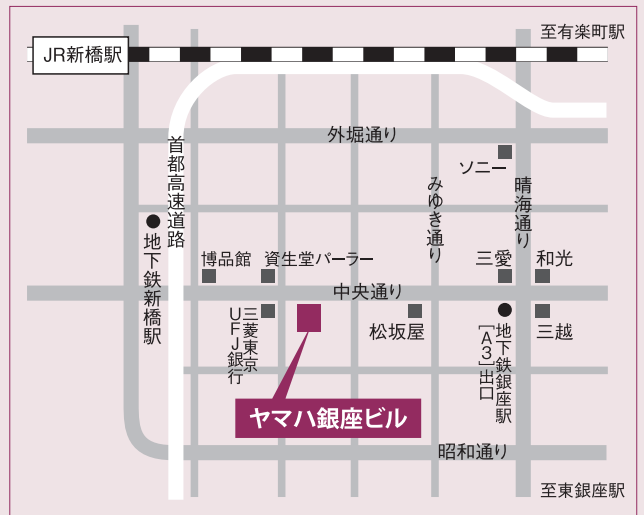 至有楽町駅
JR新橋駅
外堀通り
首都高速道路
ソニー
みゆき通り
晴海通り
地下鉄新橋駅
博品館
資生堂パーラー
三愛
和光
中央通り
三菱東京
UFJ銀行
松坂屋
地下鉄銀座駅
[A3]出口
三越
ヤマハ銀座ビル
昭和通り
至東銀座駅